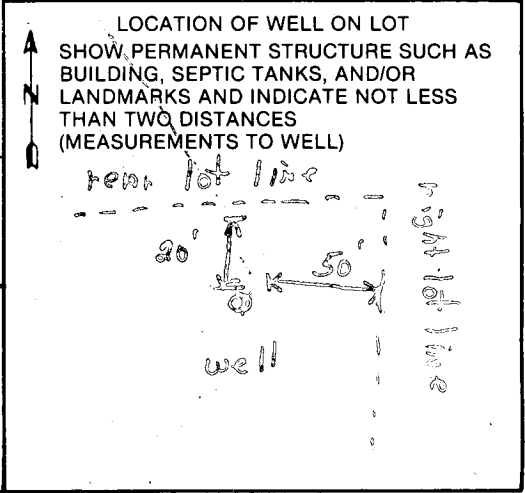 LOCATION OF WELL ON LOT
SHOW PERMANENT STRUCTURE SUCH AS
BUILDING, SEPTIC TANKS, AND/OR
LANDMARKS AND INDICATE NOT LESS
THAN TWO DISTANCES
(MEASUREMENTS TO WELL)
N
rear lot line
20'
50'
right lot line
well